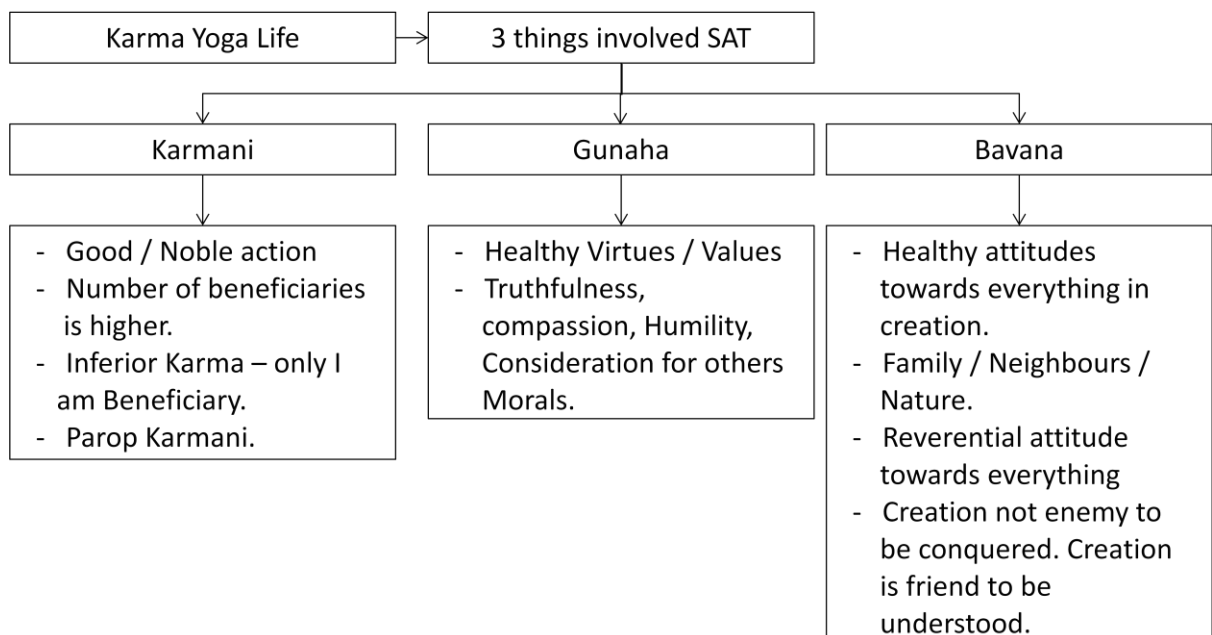 Karma Yoga Life
3 things involved SAT
Karmani
Gunaha
Bavana
- Good / Noble action
- Number of beneficiaries
is higher.
- Inferior Karma – only I
am Beneficiary.
- Parop Karmani.
- Healthy Virtues / Values
- Truthfulness,
compassion, Humility,
Consideration for others
Morals.
- Healthy attitudes
towards everything in
creation.
- Family / Neighbours /
Nature.
- Reverential attitude
towards everything
- Creation not enemy to
be conquered. Creation
is friend to be
understood.